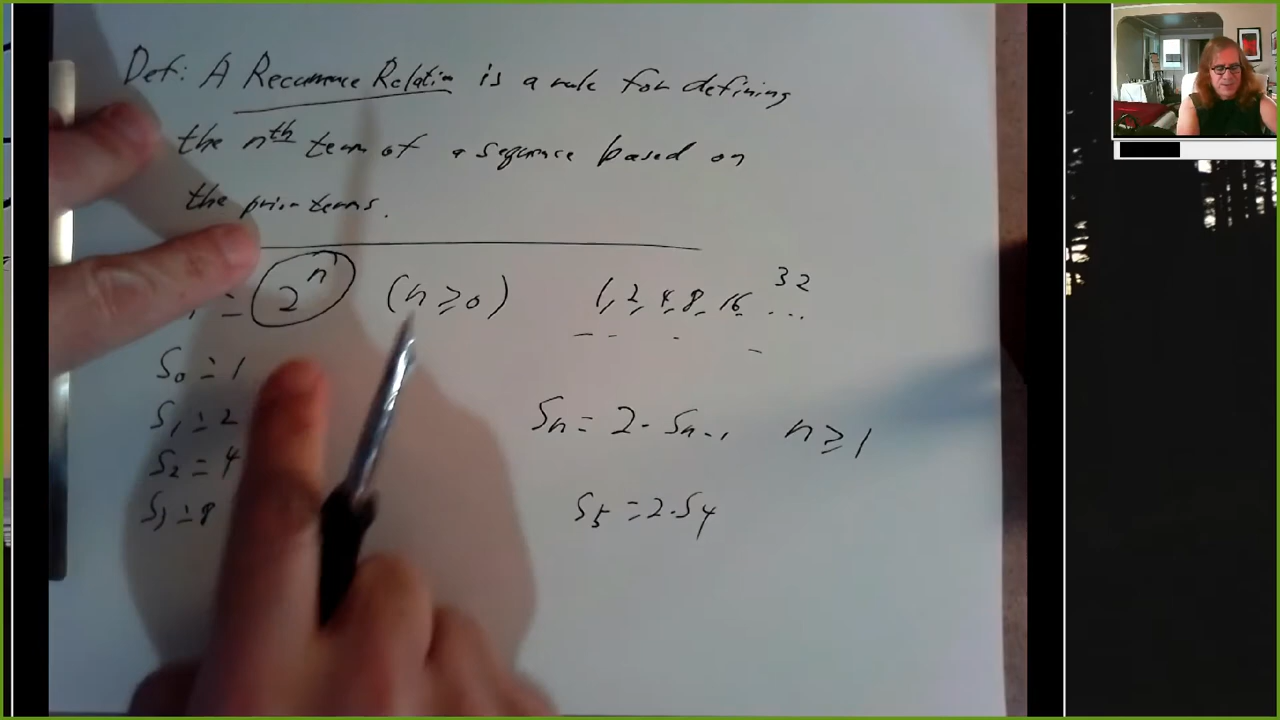 Def: A Recurrence Relation is a rule for defining
the nth term of a sequence based on
the prior terms.
= 2^n (n ≥ 0) 1, 2, 4, 8, 16 ... 32
S0 = 1
S1 = 2 Sn = 2 · Sn-1 n ≥ 1
S2 = 4
S3 = 8 S5 = 2 · S4